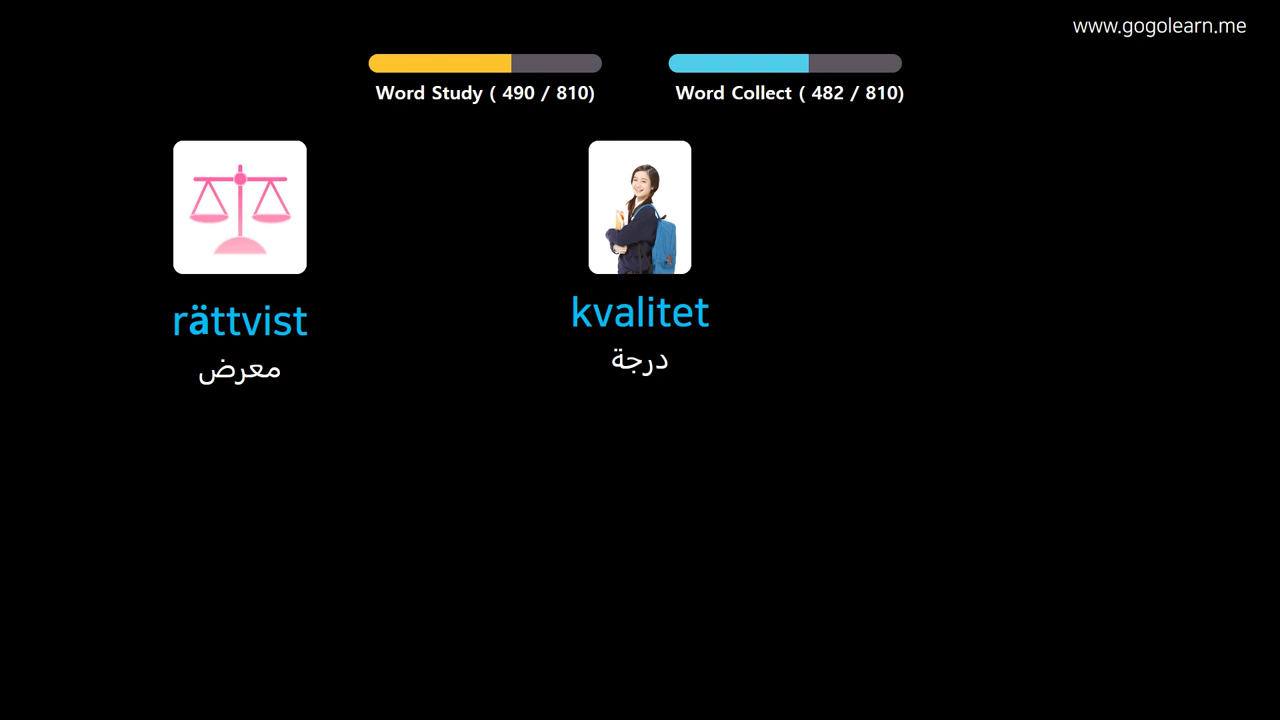 www.gogolearn.me
Word Study ( 490 / 810)
Word Collect ( 482 / 810)
rättvist
معرض
kvalitet
درجة